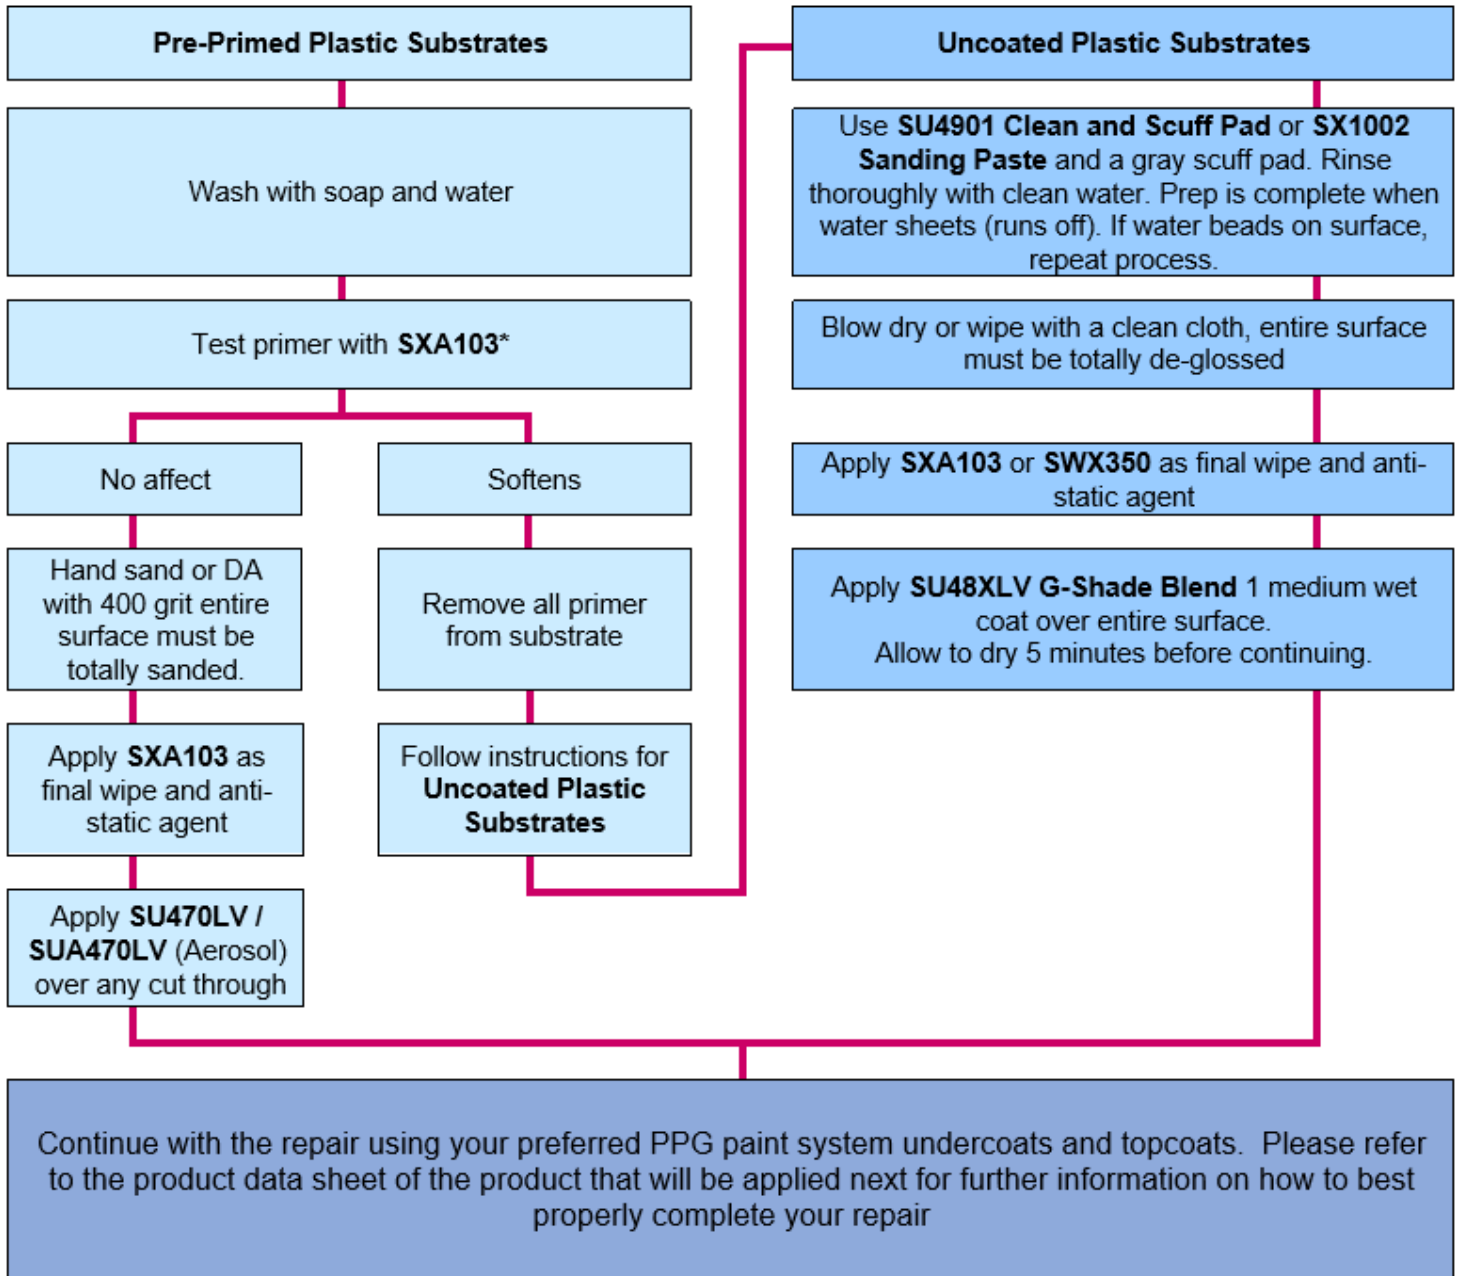 Pre-Primed Plastic Substrates
Wash with soap and water
Test primer with SXA103*
No affect
Hand sand or DA
with 400 grit entire
surface must be
totally sanded.
Apply SXA103 as
final wipe and anti-
static agent
Apply SU470LV /
SUA470LV (Aerosol)
over any cut through
Softens
Remove all primer
from substrate
Follow instructions for
Uncoated Plastic
Substrates
Uncoated Plastic Substrates
Use SU4901 Clean and Scuff Pad or SX1002
Sanding Paste and a gray scuff pad. Rinse
thoroughly with clean water. Prep is complete when
water sheets (runs off). If water beads on surface,
repeat process.
Blow dry or wipe with a clean cloth, entire surface
must be totally de-glossed
Apply SXA103 or SWX350 as final wipe and anti-
static agent
Apply SU48XLV G-Shade Blend 1 medium wet
coat over entire surface.
Allow to dry 5 minutes before continuing.
Continue with the repair using your preferred PPG paint system undercoats and topcoats. Please refer
to the product data sheet of the product that will be applied next for further information on how to best
properly complete your repair